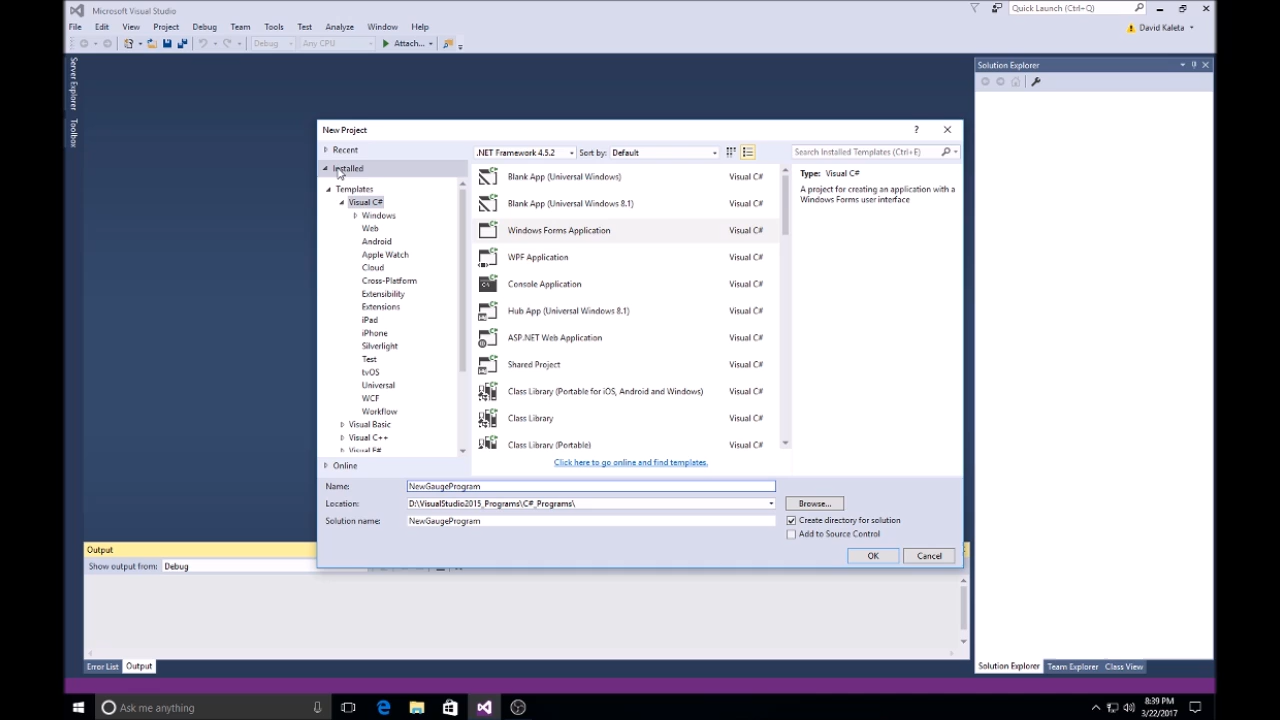 Microsoft Visual Studio
Quick Launch (Ctrl+Q)
File Edit View Project Debug Team Tools Test Analyze Window Help
David Kaleta
Debug Any CPU Attach...
Server Explorer
Toolbox
Solution Explorer
New Project
Recent
.NET Framework 4.5.2 Sort by: Default
Search Installed Templates (Ctrl+E)
Installed
Templates
Visual C#
Windows
Web
Android
Apple Watch
Cloud
Cross-Platform
Extensibility
Extensions
iPad
iPhone
Silverlight
Test
tvOS
Universal
WCF
Workflow
Visual Basic
Visual C++
Visual F#
Online
Blank App (Universal Windows) Visual C#
Blank App (Universal Windows 8.1) Visual C#
Windows Forms Application Visual C#
WPF Application Visual C#
Console Application Visual C#
Hub App (Universal Windows 8.1) Visual C#
ASP.NET Web Application Visual C#
Shared Project Visual C#
Class Library (Portable for iOS, Android and Windows) Visual C#
Class Library Visual C#
Class Library (Portable) Visual C#
Click here to go online and find templates.
Type: Visual C#
A project for creating an application with a
Windows Forms user interface
Name: NewGaugeProgram
Location: D:\VisualStudio2015_Programs\C#_Programs\ Browse...
Solution name: NewGaugeProgram
Create directory for solution
Add to Source Control
OK Cancel
Output
Show output from: Debug
Error List Output
Solution Explorer Team Explorer Class View
Ask me anything
8:39 PM
3/22/2017